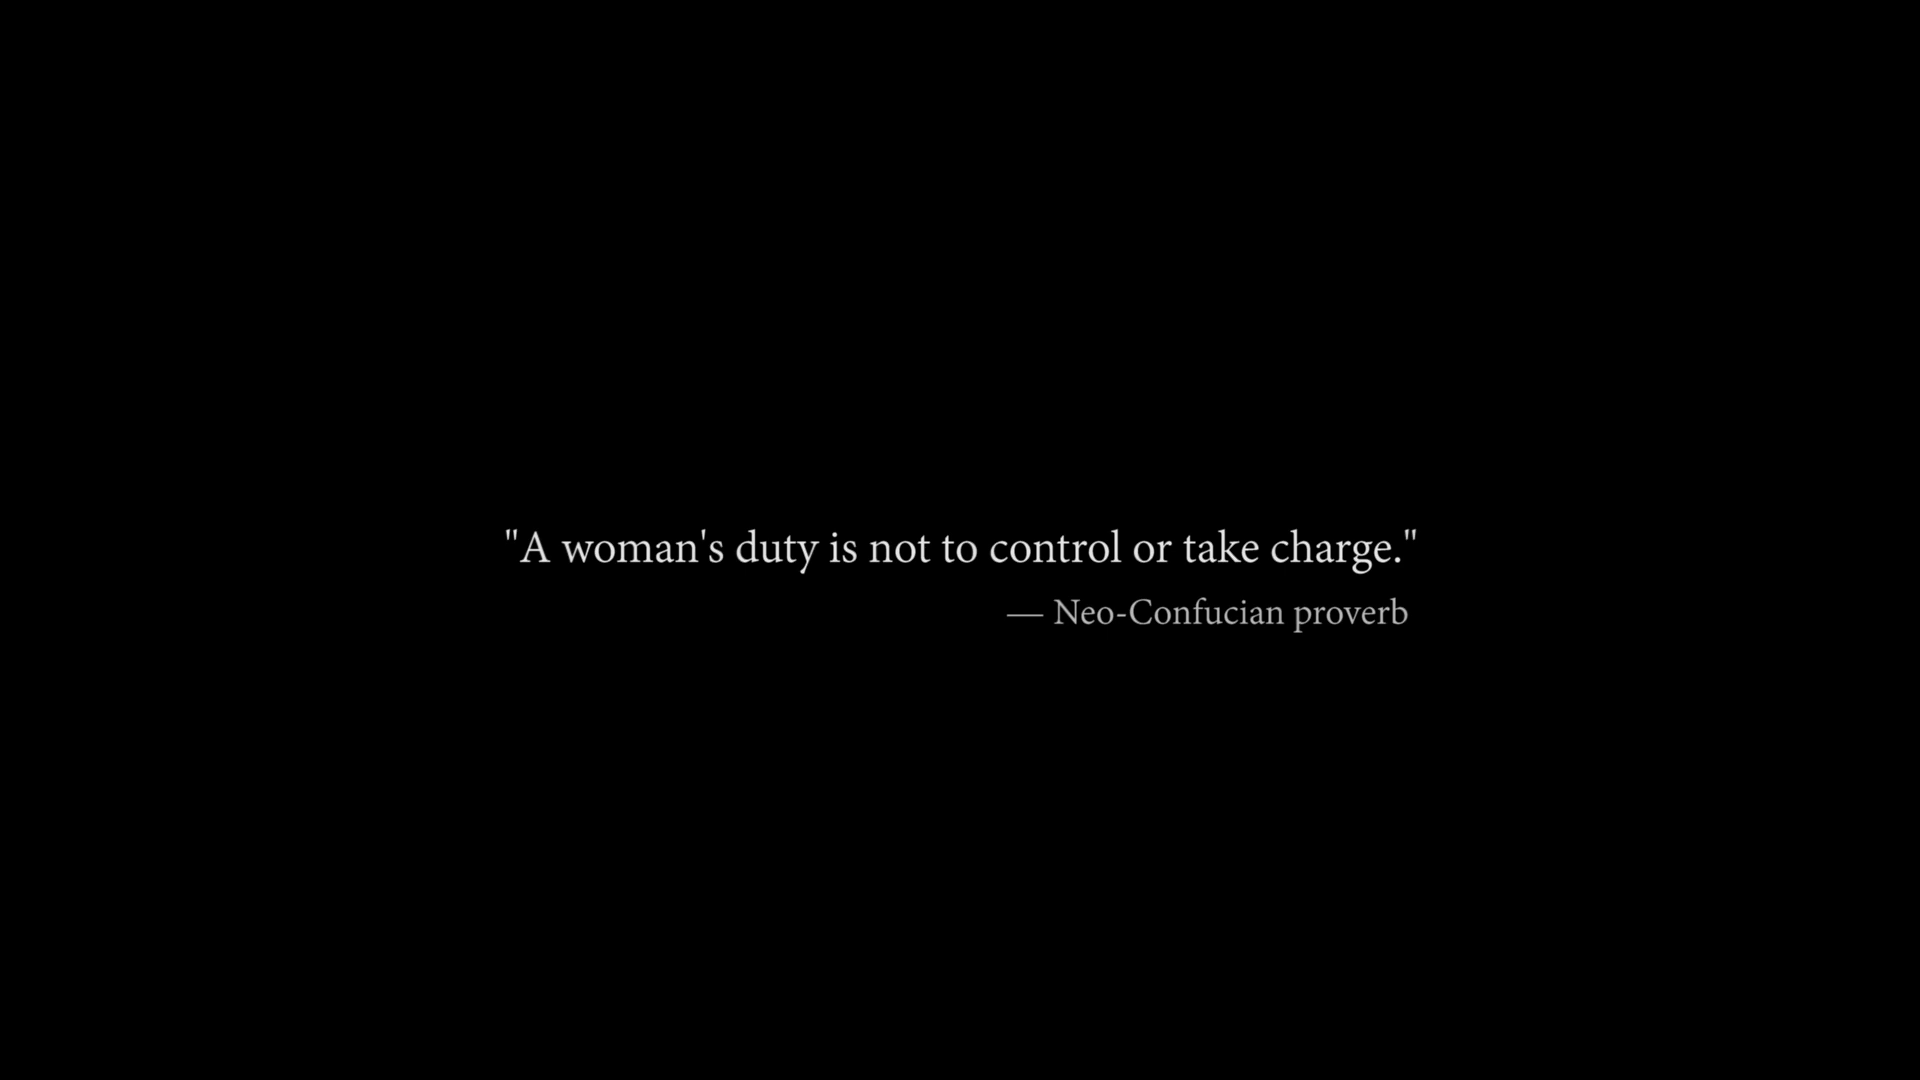 "A woman's duty is not to control or take charge."
— Neo-Confucian proverb